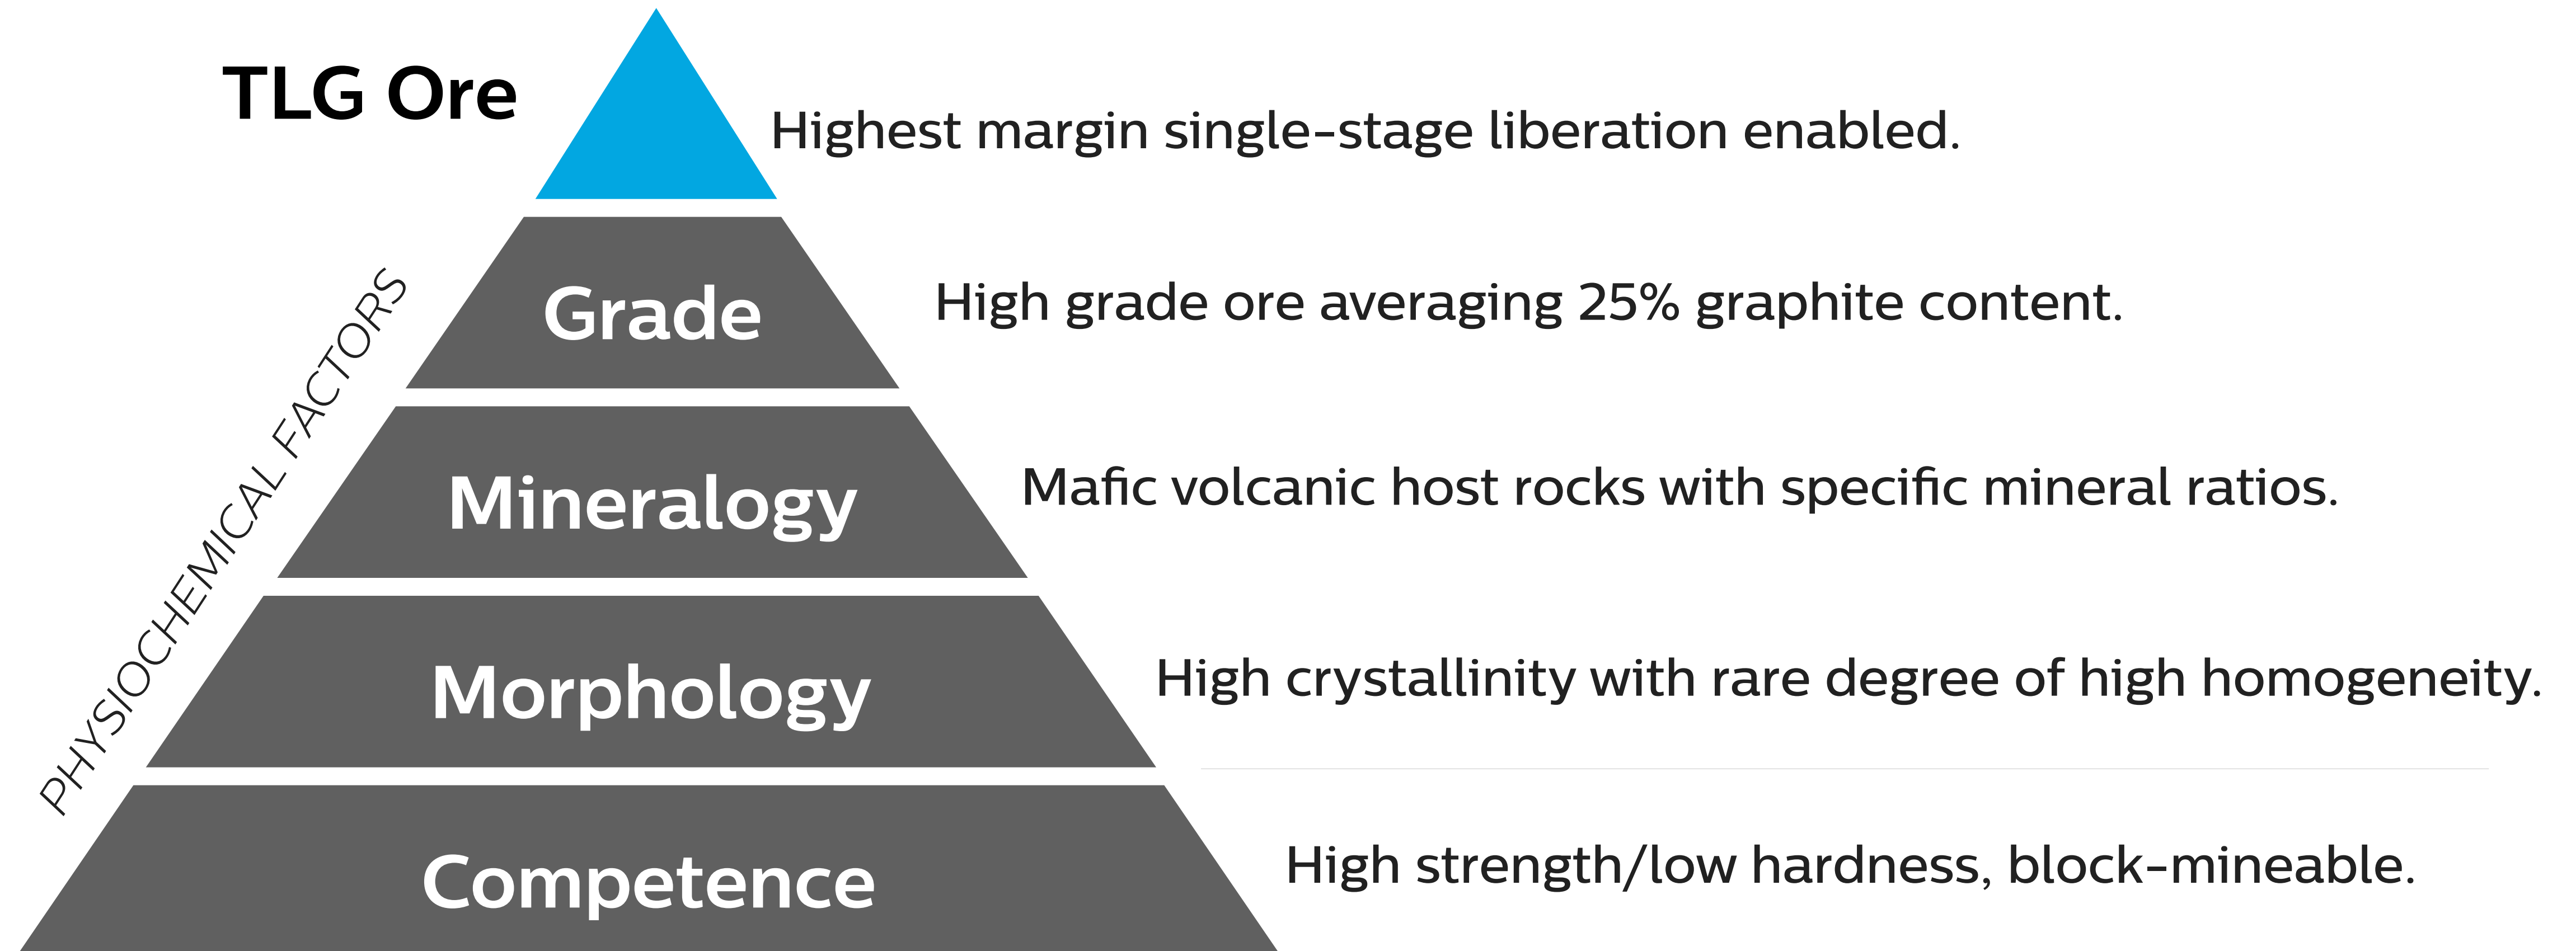 TLG Ore
Highest margin single-stage liberation enabled.
PHYSIOCHEMICAL FACTORS
Grade
High grade ore averaging 25% graphite content.
Mineralogy
Mafic volcanic host rocks with specific mineral ratios.
Morphology
High crystallinity with rare degree of high homogeneity.
Competence
High strength/low hardness, block-mineable.